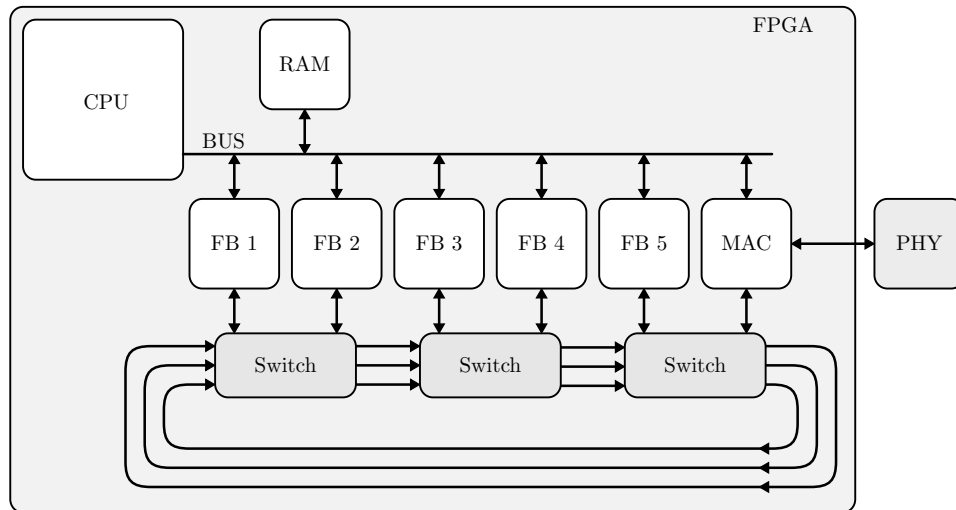 FPGA
CPU
RAM
BUS
FB 1
FB 2
FB 3
FB 4
FB 5
MAC
PHY
Switch
Switch
Switch